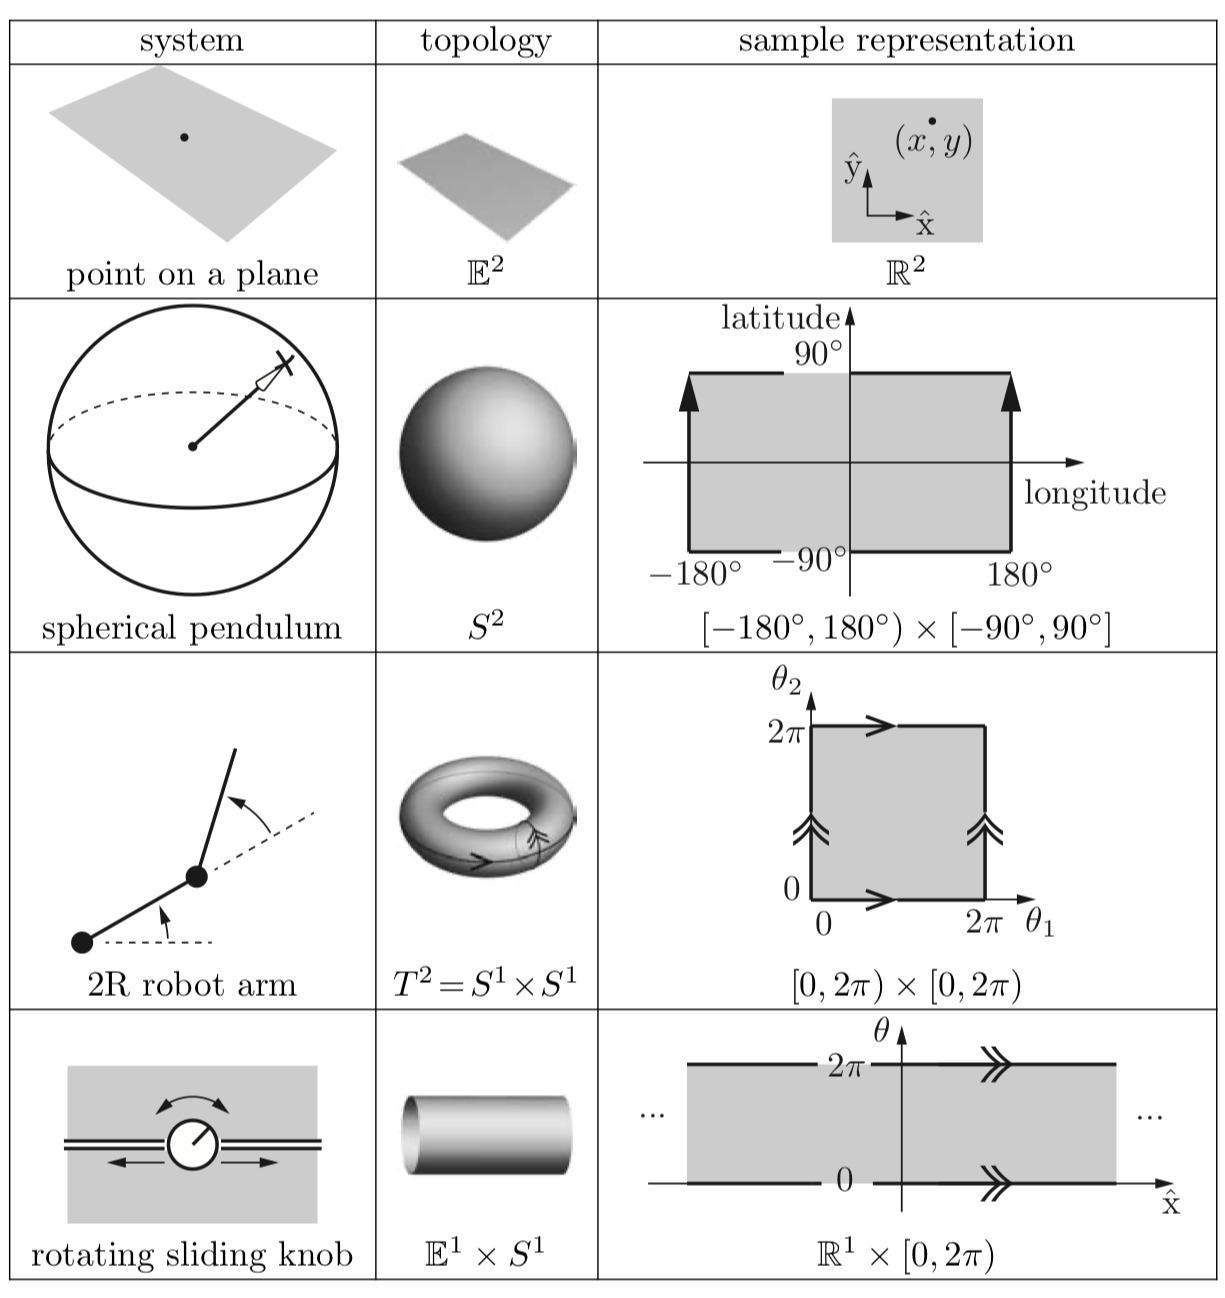 system topology sample representation
(x, y)
ŷ
x̂
point on a plane 𝔼² ℝ²
latitude
90°
longitude
−90°
−180° 180°
spherical pendulum S² [−180°, 180°) × [−90°, 90°]
θ₂
2π
0
0 2π θ₁
2R robot arm T² = S¹ × S¹ [0, 2π) × [0, 2π)
θ
2π
... ...
0
x̂
rotating sliding knob 𝔼¹ × S¹ ℝ¹ × [0, 2π)